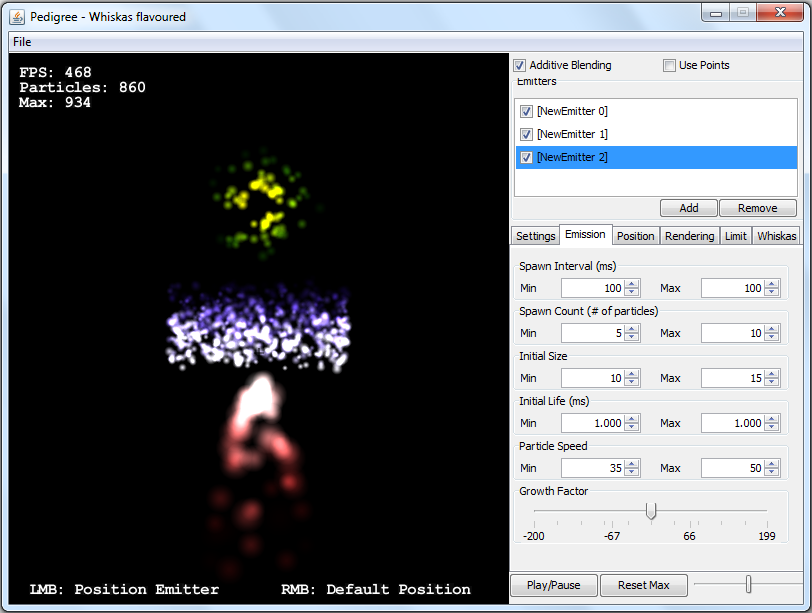 Pedigree - Whiskas flavoured
File
FPS: 468
Particles: 860
Max: 934
LMB: Position Emitter RMB: Default Position
Additive Blending Use Points
Emitters
[NewEmitter 0]
[NewEmitter 1]
[NewEmitter 2]
Add Remove
Settings Emission Position Rendering Limit Whiskas
Spawn Interval (ms)
Min 100 Max 100
Spawn Count (# of particles)
Min 5 Max 10
Initial Size
Min 10 Max 15
Initial Life (ms)
Min 1.000 Max 1.000
Particle Speed
Min 35 Max 50
Growth Factor
-200 -67 66 199
Play/Pause Reset Max